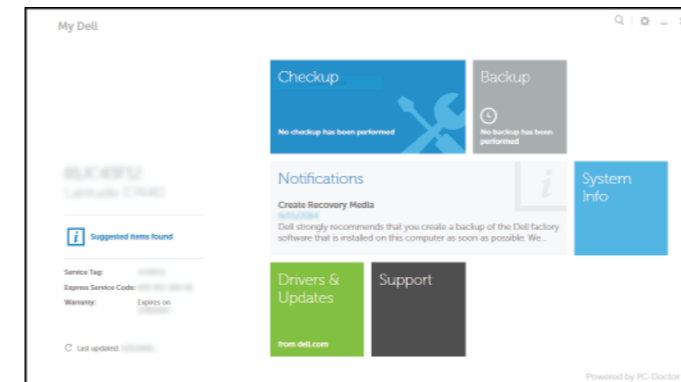 My Dell
Checkup
No checkup has been performed
Backup
No backup has been
performed
Notifications
Create Recovery Media
Dell strongly recommends that you create a backup of the Dell factory
software that is installed on this computer as soon as possible. We...
System
Info
Suggested items found
Service Tag:
Express Service Code:
Warranty: Expires on
Last updated:
Drivers &
Updates
from dell.com
Support
Powered by PC-Doctor